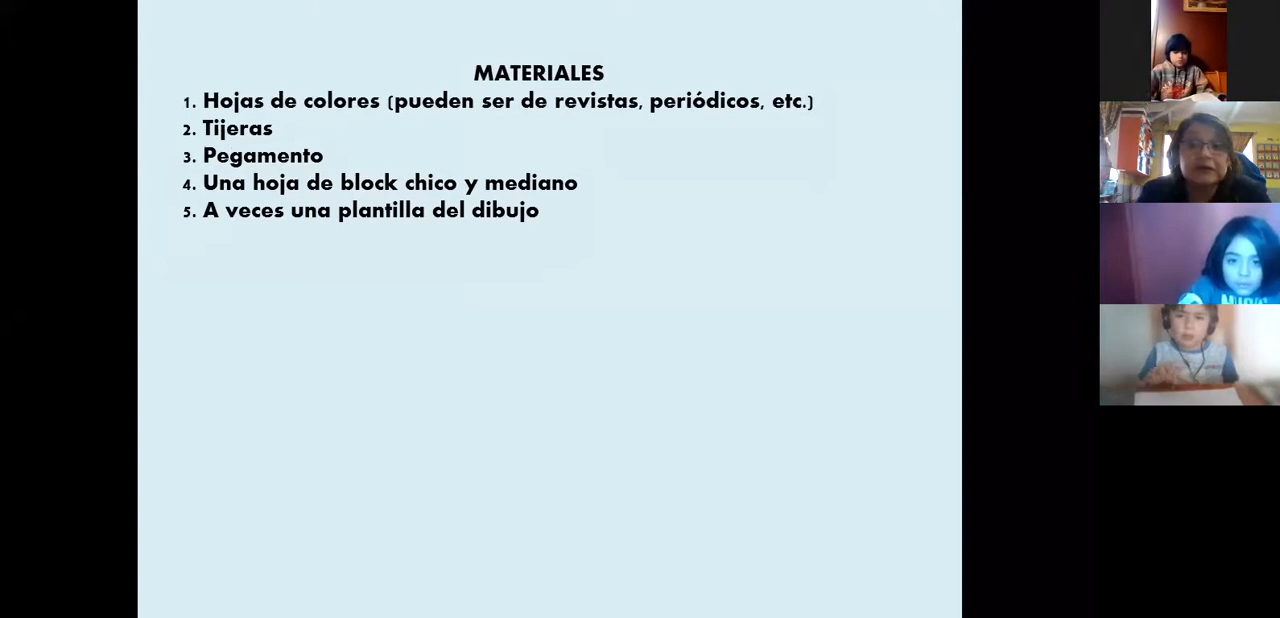 MATERIALES
1. Hojas de colores (pueden ser de revistas, periódicos, etc.)
2. Tijeras
3. Pegamento
4. Una hoja de block chico y mediano
5. A veces una plantilla del dibujo